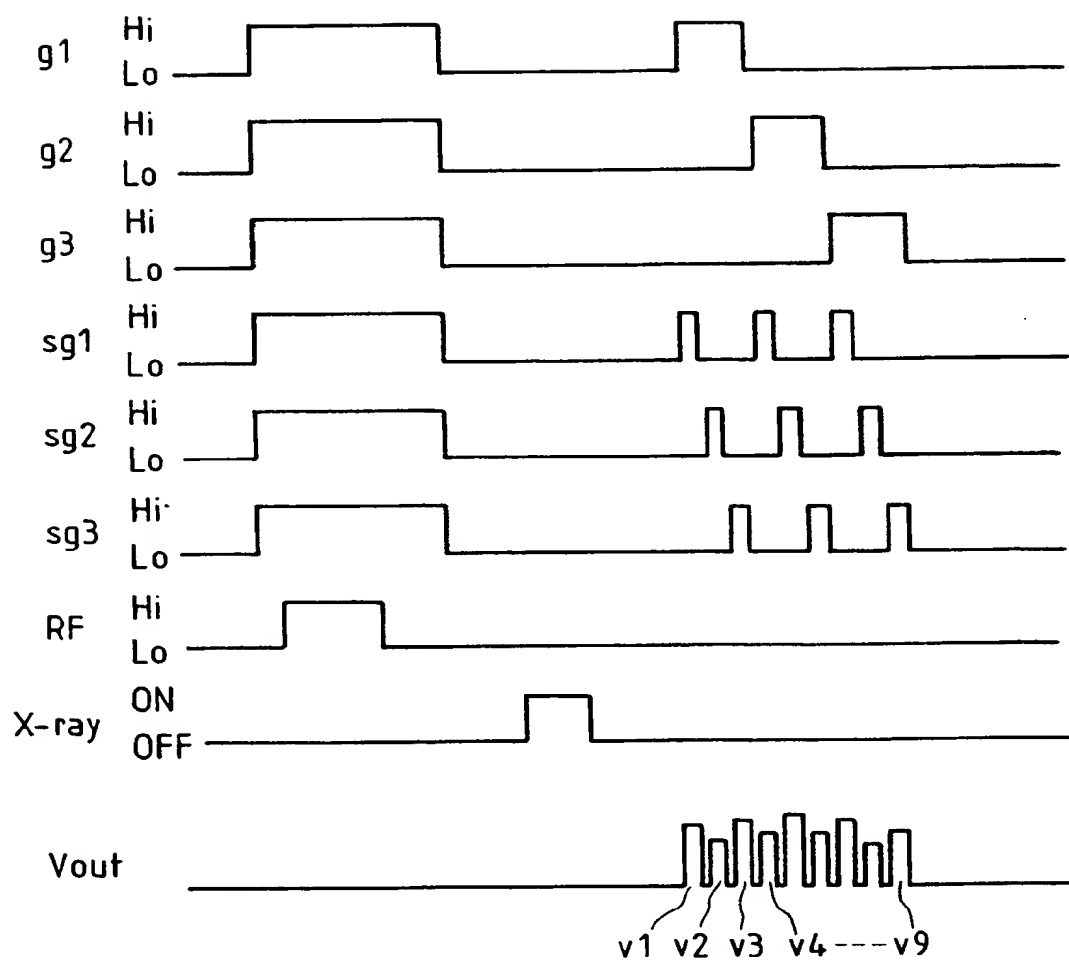 g1 Hi
Lo
g2 Hi
Lo
g3 Hi
Lo
sg1 Hi
Lo
sg2 Hi
Lo
sg3 Hi
Lo
RF Hi
Lo
X-ray ON
OFF
Vout
v1 v2 v3 v4 ---- v9